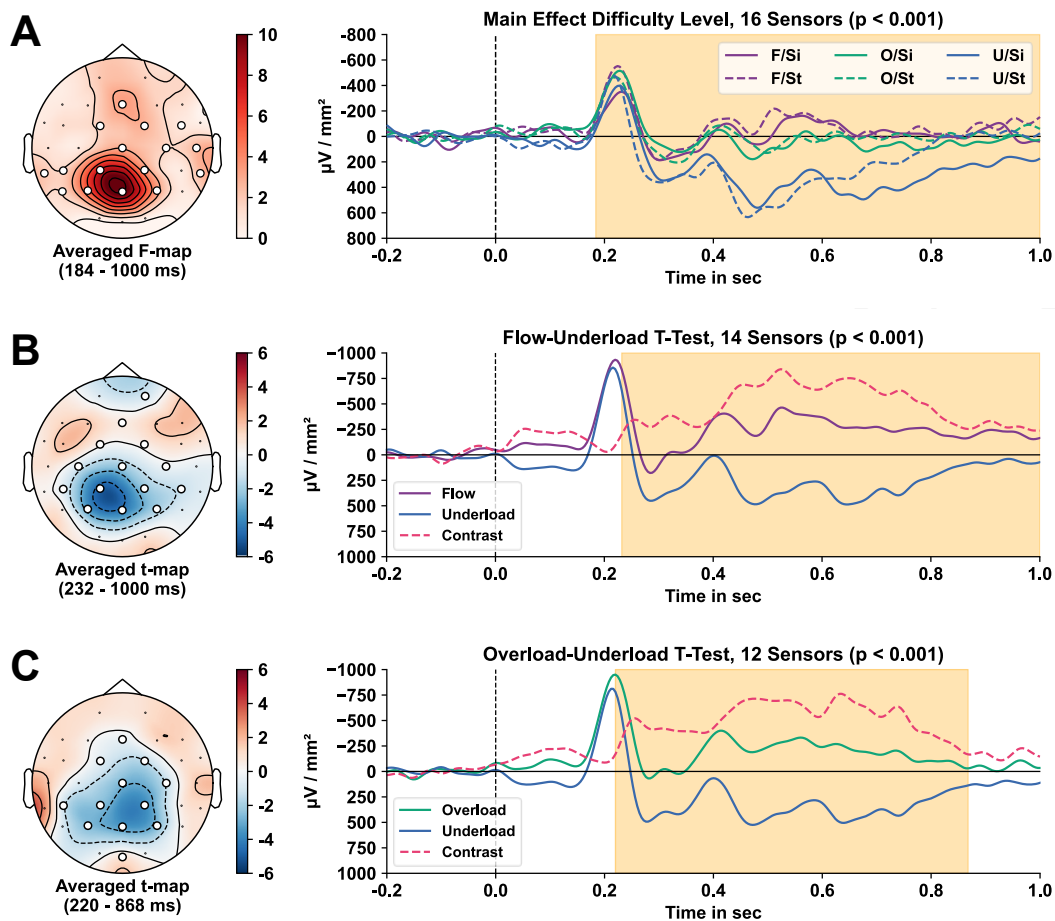 A
10
8
6
4
2
0
Averaged F-map
(184 - 1000 ms)
Main Effect Difficulty Level, 16 Sensors (p < 0.001)
F/Si O/Si U/Si
F/St O/St U/St
-800
-600
-400
-200
0
200
400
600
800
µV / mm²
-0.2 0.0 0.2 0.4 0.6 0.8 1.0
Time in sec
B
6
4
2
0
-2
-4
-6
Averaged t-map
(232 - 1000 ms)
Flow-Underload T-Test, 14 Sensors (p < 0.001)
−1000
−750
−500
−250
0
250
500
750
1000
µV / mm²
Flow
Underload
Contrast
-0.2 0.0 0.2 0.4 0.6 0.8 1.0
Time in sec
C
6
4
2
0
-2
-4
-6
Averaged t-map
(220 - 868 ms)
Overload-Underload T-Test, 12 Sensors (p < 0.001)
-1000
-750
-500
-250
0
250
500
750
1000
µV / mm²
Overload
Underload
Contrast
-0.2 0.0 0.2 0.4 0.6 0.8 1.0
Time in sec